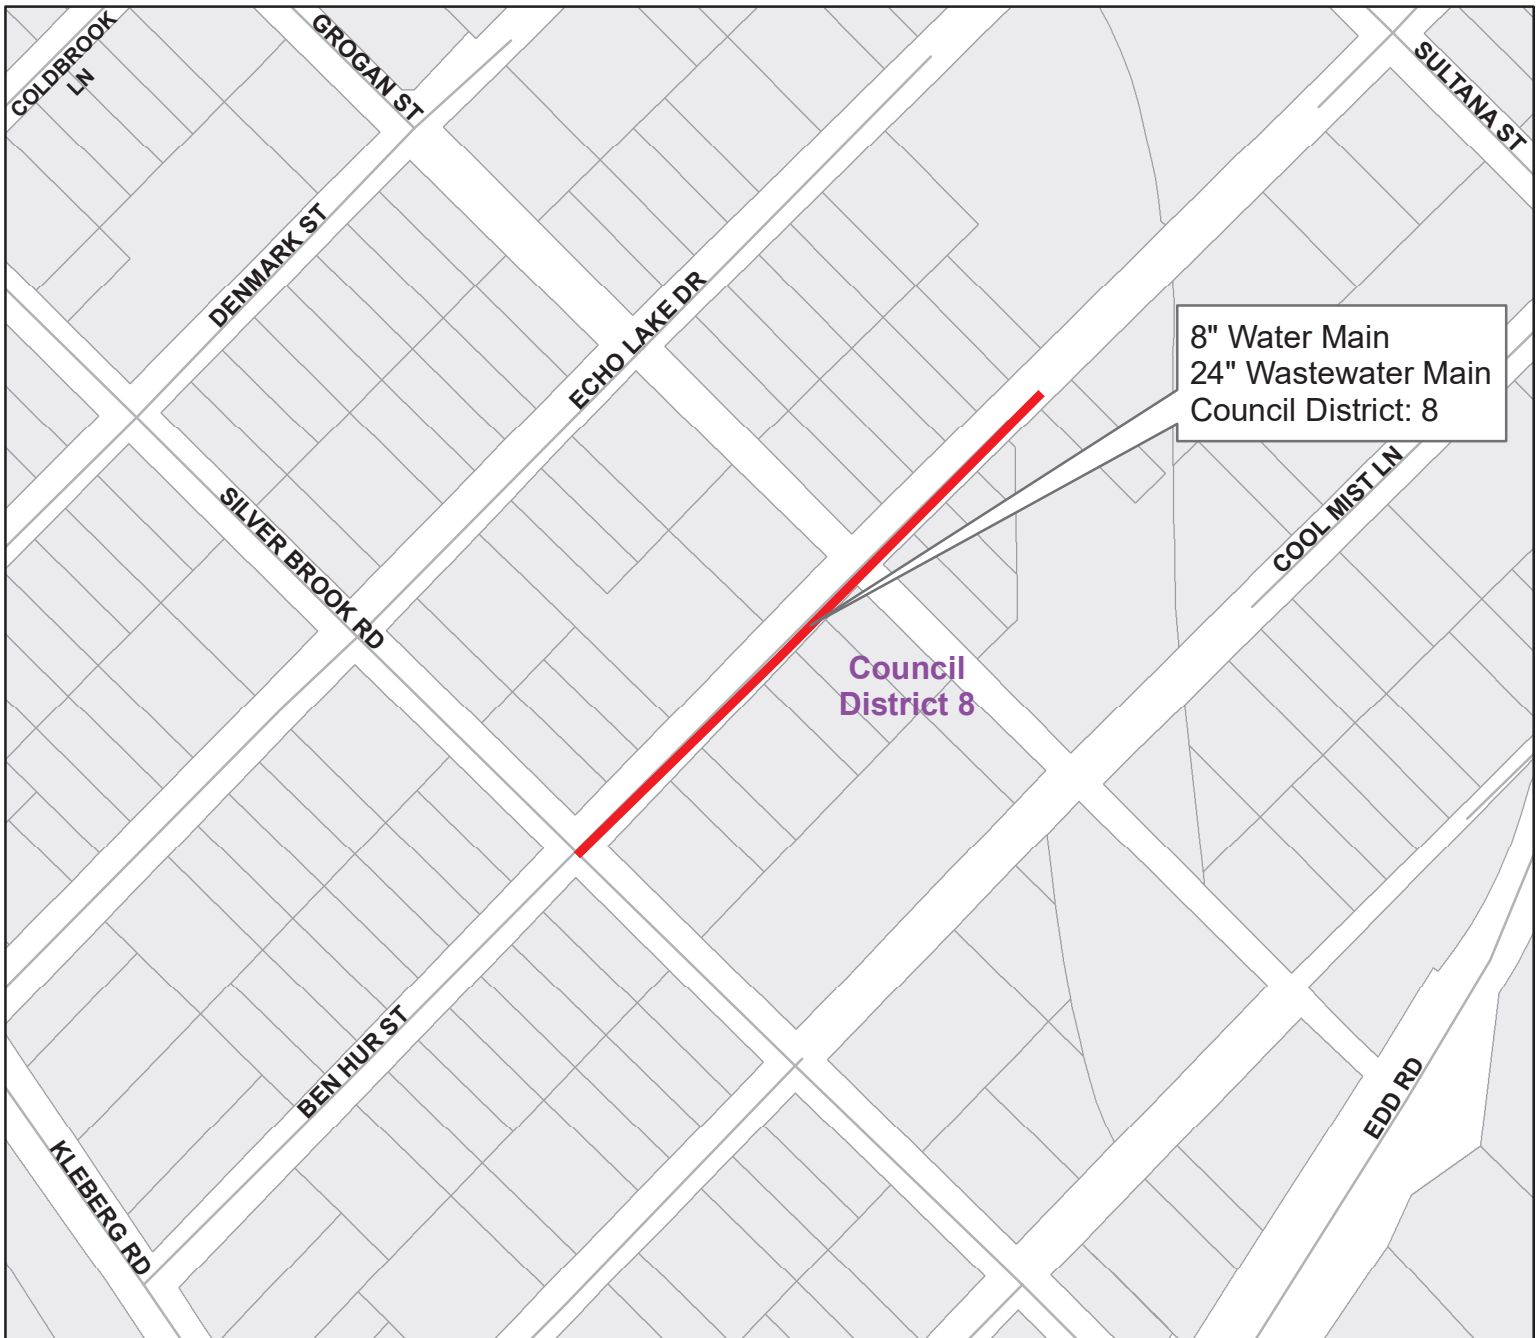 COLDBROOK
LN
GROGAN ST
SULTANA ST
DENMARK ST
ECHO LAKE DR
8" Water Main
24" Wastewater Main
Council District: 8
COOL MIST LN
SILVER BROOK RD
Council
District 8
BEN HUR ST
EDD RD
KLEBERG RD